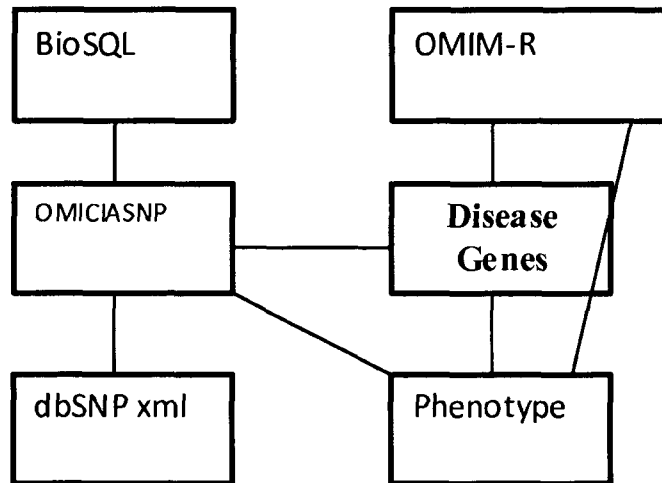 BioSQL
OMIM-R
OMICIASNP
Disease
Genes
dbSNP xml
Phenotype